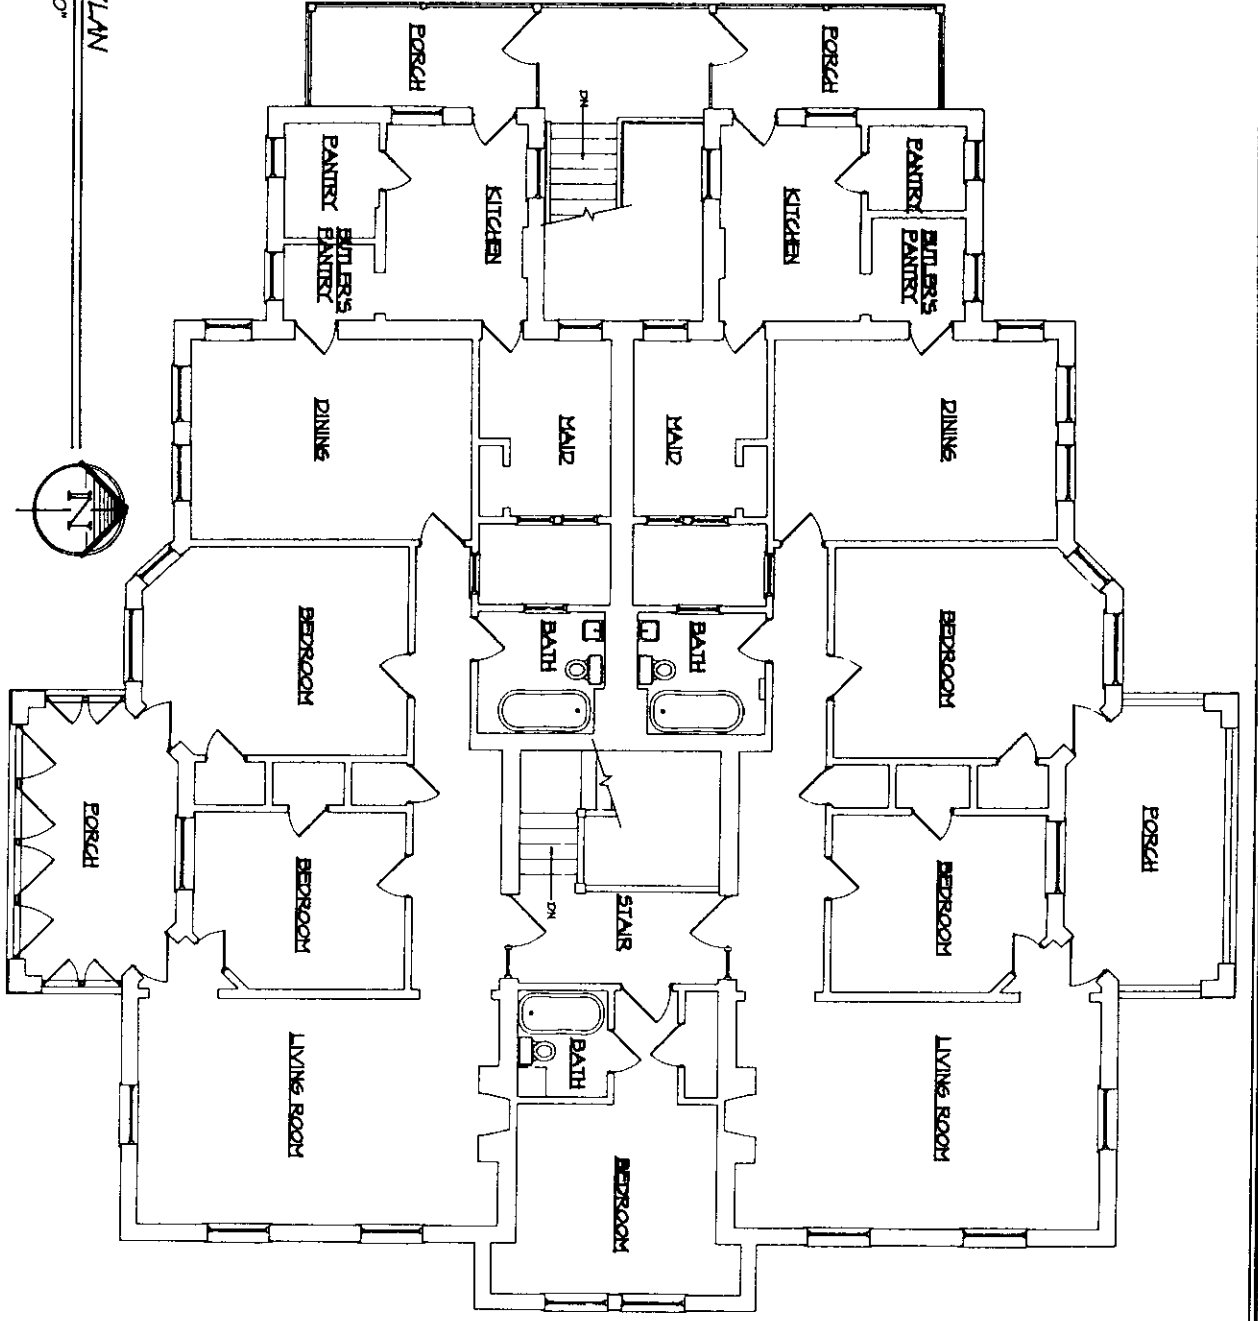 PLAN
0"
N
PORCH
PORCH
DN
PANTRY
KITCHEN
KITCHEN
PANTRY
BUTLER'S
PANTRY
BUTLER'S
PANTRY
DINING
MAID
MAID
DINING
BEDROOM
BATH
BATH
BEDROOM
PORCH
BEDROOM
DN
STAIR
BEDROOM
PORCH
LIVING ROOM
BATH
BEDROOM
LIVING ROOM